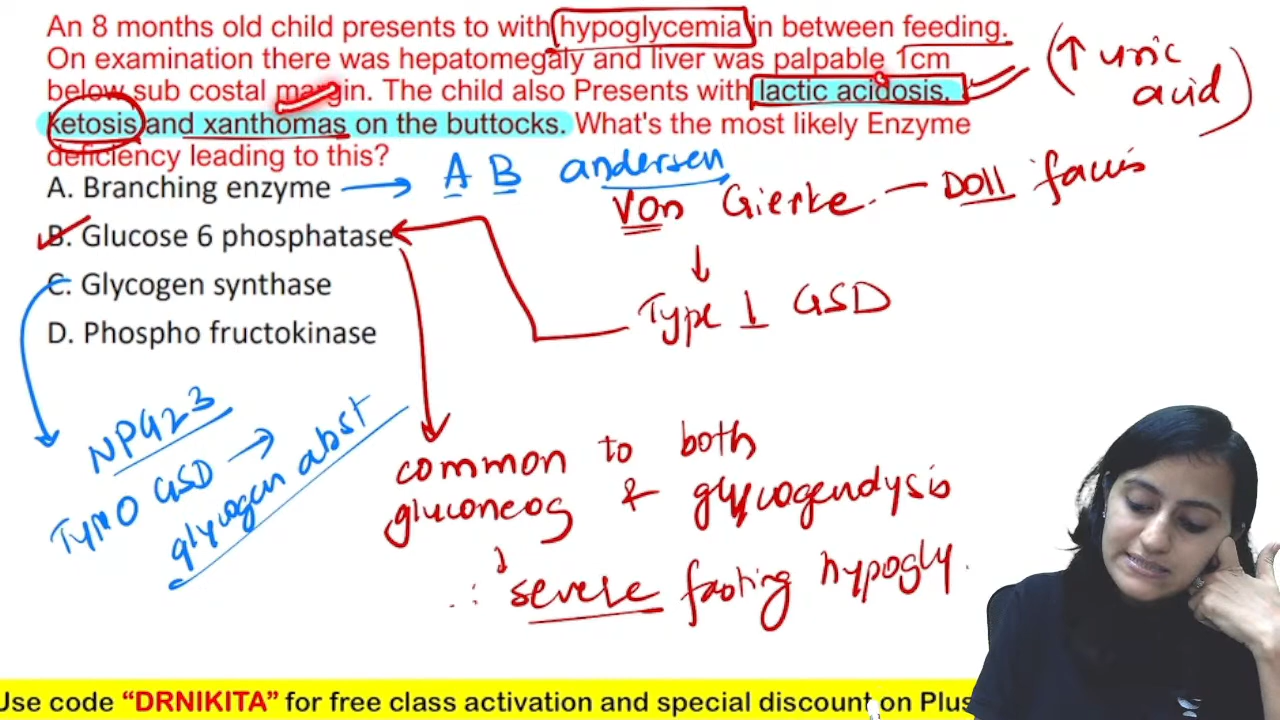 An 8 months old child presents to with hypoglycemia in between feeding.
On examination there was hepatomegaly and liver was palpable 1cm
below sub costal margin. The child also Presents with lactic acidosis,
ketosis and xanthomas on the buttocks. What's the most likely Enzyme
deficiency leading to this?
(↑ uric
acid)
A. Branching enzyme → A B andersen
Von Gierke - Doll facies
B. Glucose 6 phosphatase
↓
Type I GSD
C. Glycogen synthase
D. Phospho fructokinase
NPG23
Type 0 GSD →
glycogen abst
common to both
gluconeog & glycogenolysis
↓
∴ severe fasting hypogly.
Use code “DRNIKITA” for free class activation and special discount on Plus